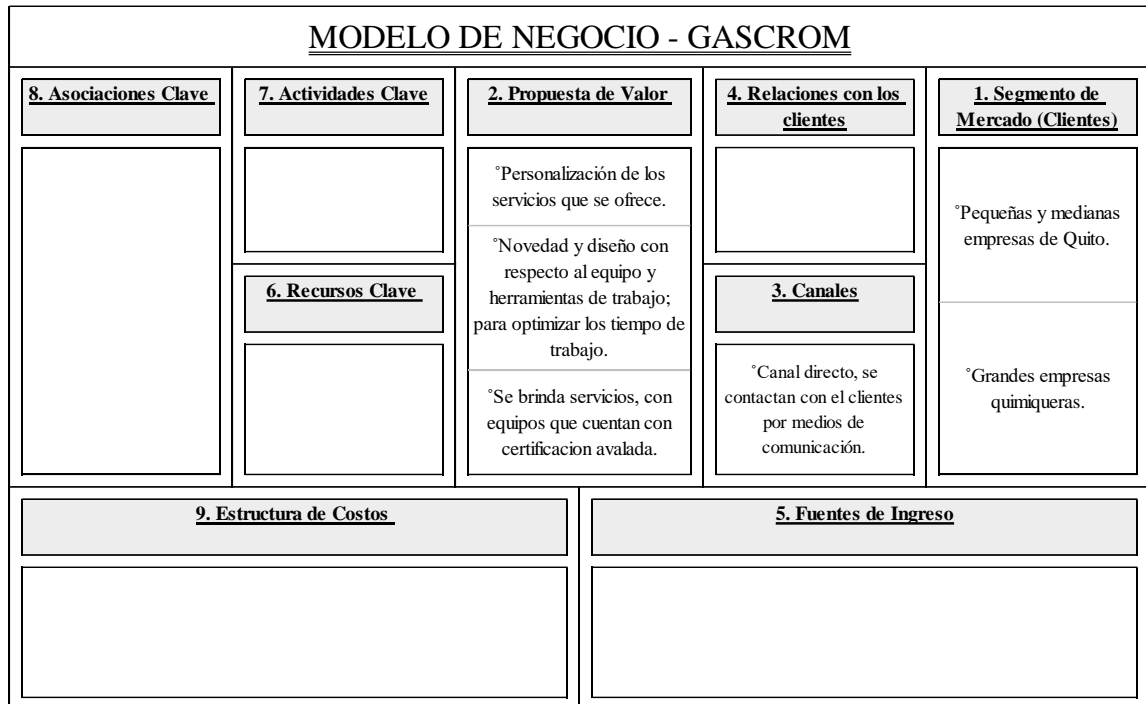 MODELO DE NEGOCIO - GASCROM
8. Asociaciones Clave
7. Actividades Clave
6. Recursos Clave
2. Propuesta de Valor
°Personalización de los
servicios que se ofrece.
°Novedad y diseño con
respecto al equipo y
herramientas de trabajo;
para optimizar los tiempo de
trabajo.
°Se brinda servicios, con
equipos que cuentan con
certificacion avalada.
4. Relaciones con los
clientes
3. Canales
°Canal directo, se
contactan con el clientes
por medios de
comunicación.
1. Segmento de
Mercado (Clientes)
°Pequeñas y medianas
empresas de Quito.
°Grandes empresas
quimiqueras.
9. Estructura de Costos
5. Fuentes de Ingreso